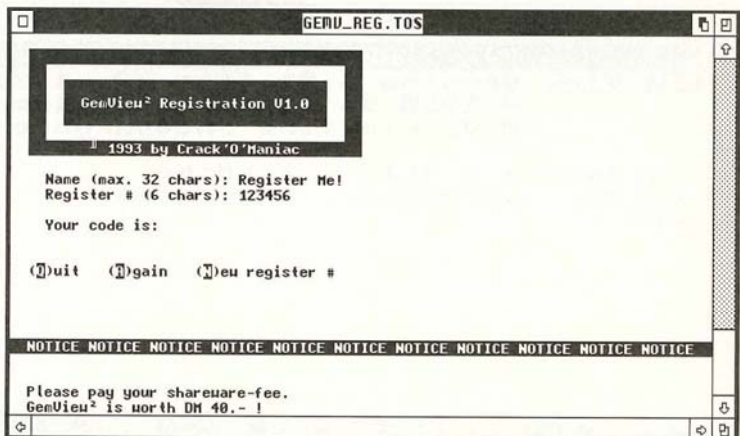 GEMV_REG.TOS
GemView² Registration V1.0
1993 by Crack'O'Maniac
Name (max. 32 chars): Register Me!
Register # (6 chars): 123456
Your code is:
(Q)uit (A)gain (N)ew register #
NOTICE NOTICE NOTICE NOTICE NOTICE NOTICE NOTICE NOTICE NOTICE NOTICE NOTICE
Please pay your shareware-fee.
GemView² is worth DM 40.- !